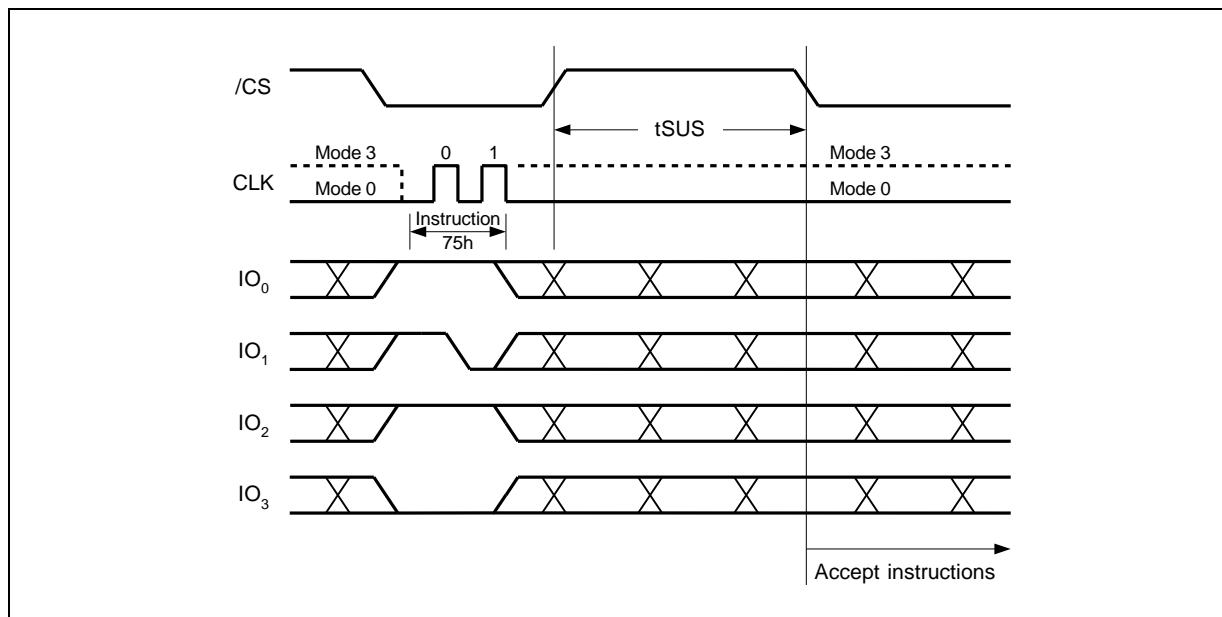 /CS
tSUS
Mode 3 0 1 Mode 3
CLK
Mode 0 Mode 0
Instruction
75h
IO0
IO1
IO2
IO3
Accept instructions